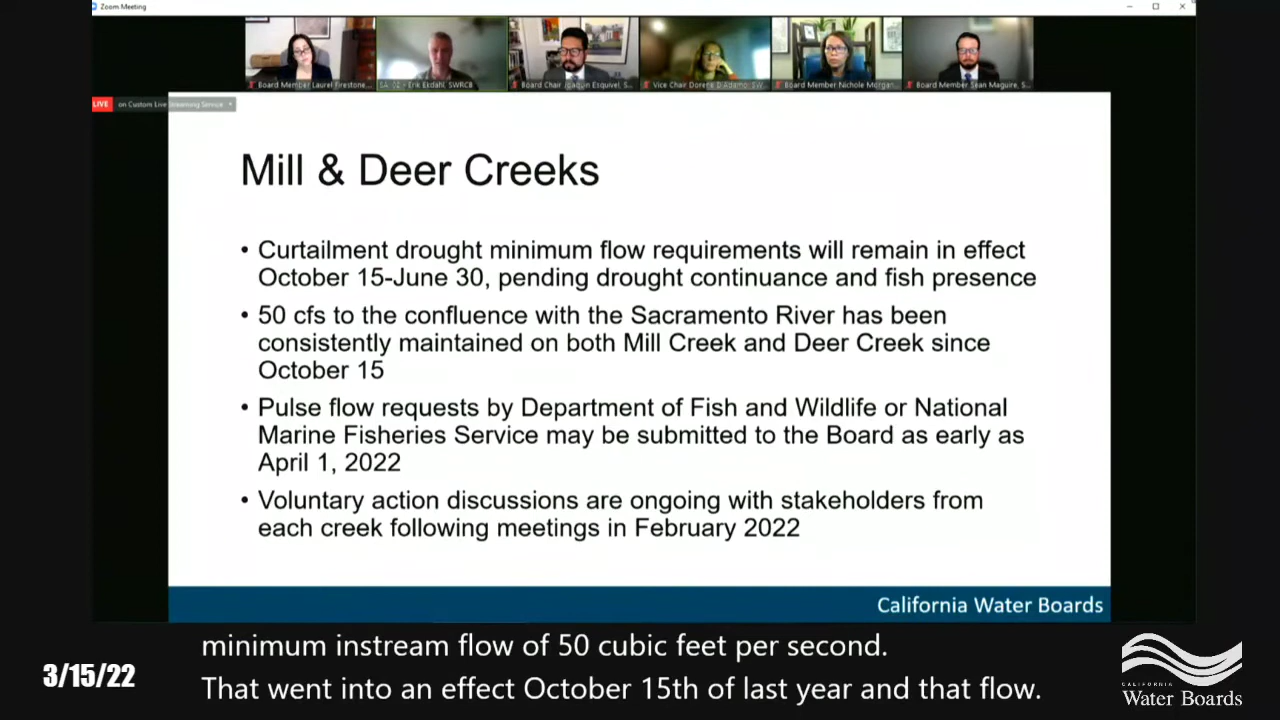 Zoom Meeting
Board Member Laurel Firestone...
Erik Ekdahl, SWRCB
Board Chair Joaquin Esquivel, S...
Vice Chair Dorene D'Adamo, SW...
Board Member Nichole Morgan...
Board Member Sean Maguire, S...
LIVE on Custom Live Streaming Service
Mill & Deer Creeks
• Curtailment drought minimum flow requirements will remain in effect
October 15-June 30, pending drought continuance and fish presence
• 50 cfs to the confluence with the Sacramento River has been
consistently maintained on both Mill Creek and Deer Creek since
October 15
• Pulse flow requests by Department of Fish and Wildlife or National
Marine Fisheries Service may be submitted to the Board as early as
April 1, 2022
• Voluntary action discussions are ongoing with stakeholders from
each creek following meetings in February 2022
California Water Boards
minimum instream flow of 50 cubic feet per second.
That went into an effect October 15th of last year and that flow.
3/15/22
CALIFORNIA
Water Boards